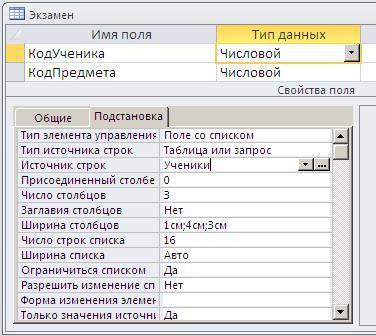 Экзамен
Имя поля Тип данных
КодУченика Числовой
КодПредмета Числовой
Свойства поля
Общие Подстановка
Тип элемента управления Поле со списком
Тип источника строк Таблица или запрос
Источник строк Ученики
Присоединенный столбе 0
Число столбцов 3
Заглавия столбцов Нет
Ширина столбцов 1см;4см;3см
Число строк списка 16
Ширина списка Авто
Ограничиться списком Да
Разрешить изменение сп Нет
Форма изменения элемен
Только значения источни Да